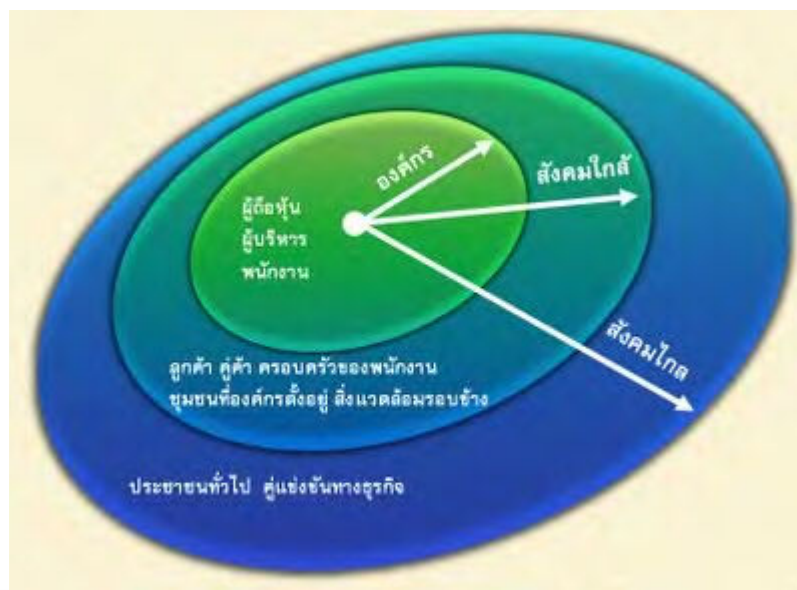 องค์กร
สังคมใกล้
ผู้ถือหุ้น
ผู้บริหาร
พนักงาน
สังคมไกล
ลูกค้า คู่ค้า ครอบครัวของพนักงาน
ชุมชนที่องค์กรตั้งอยู่ สิ่งแวดล้อมรอบข้าง
ประชาชนทั่วไป คู่แข่งขันทางธุรกิจ